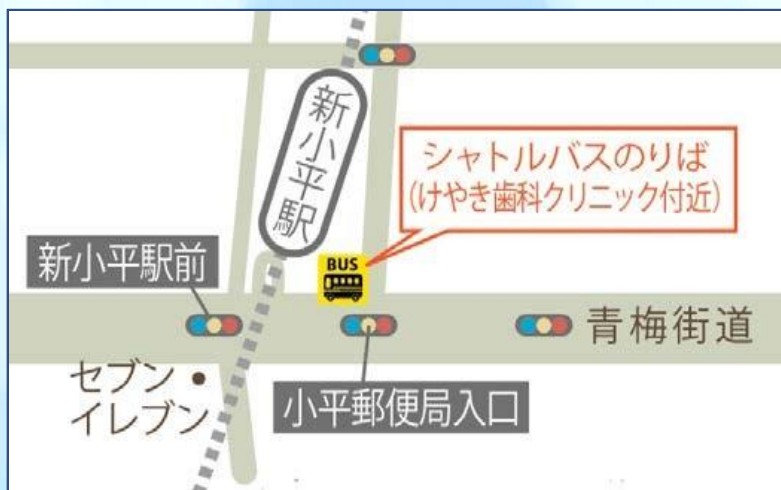 新小平駅
シャトルバスのりば
(けやき歯科クリニック付近)
新小平駅前
BUS
青梅街道
セブン・
イレブン
小平郵便局入口